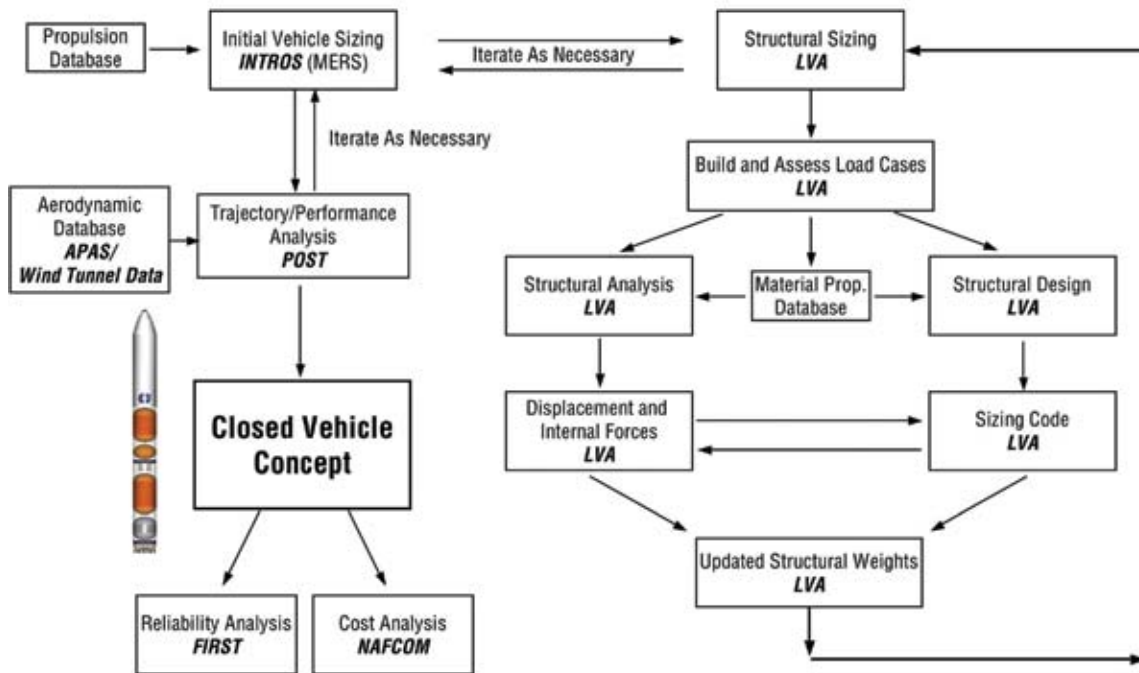 Propulsion
Database
Initial Vehicle Sizing
INTROS (MERS)
Iterate As Necessary
Structural Sizing
LVA
Iterate As Necessary
Build and Assess Load Cases
LVA
Aerodynamic
Database
APAS/
Wind Tunnel Data
Trajectory/Performance
Analysis
POST
Structural Analysis
LVA
Material Prop.
Database
Structural Design
LVA
Closed Vehicle
Concept
Displacement and
Internal Forces
LVA
Sizing Code
LVA
Updated Structural Weights
LVA
Reliability Analysis
FIRST
Cost Analysis
NAFCOM